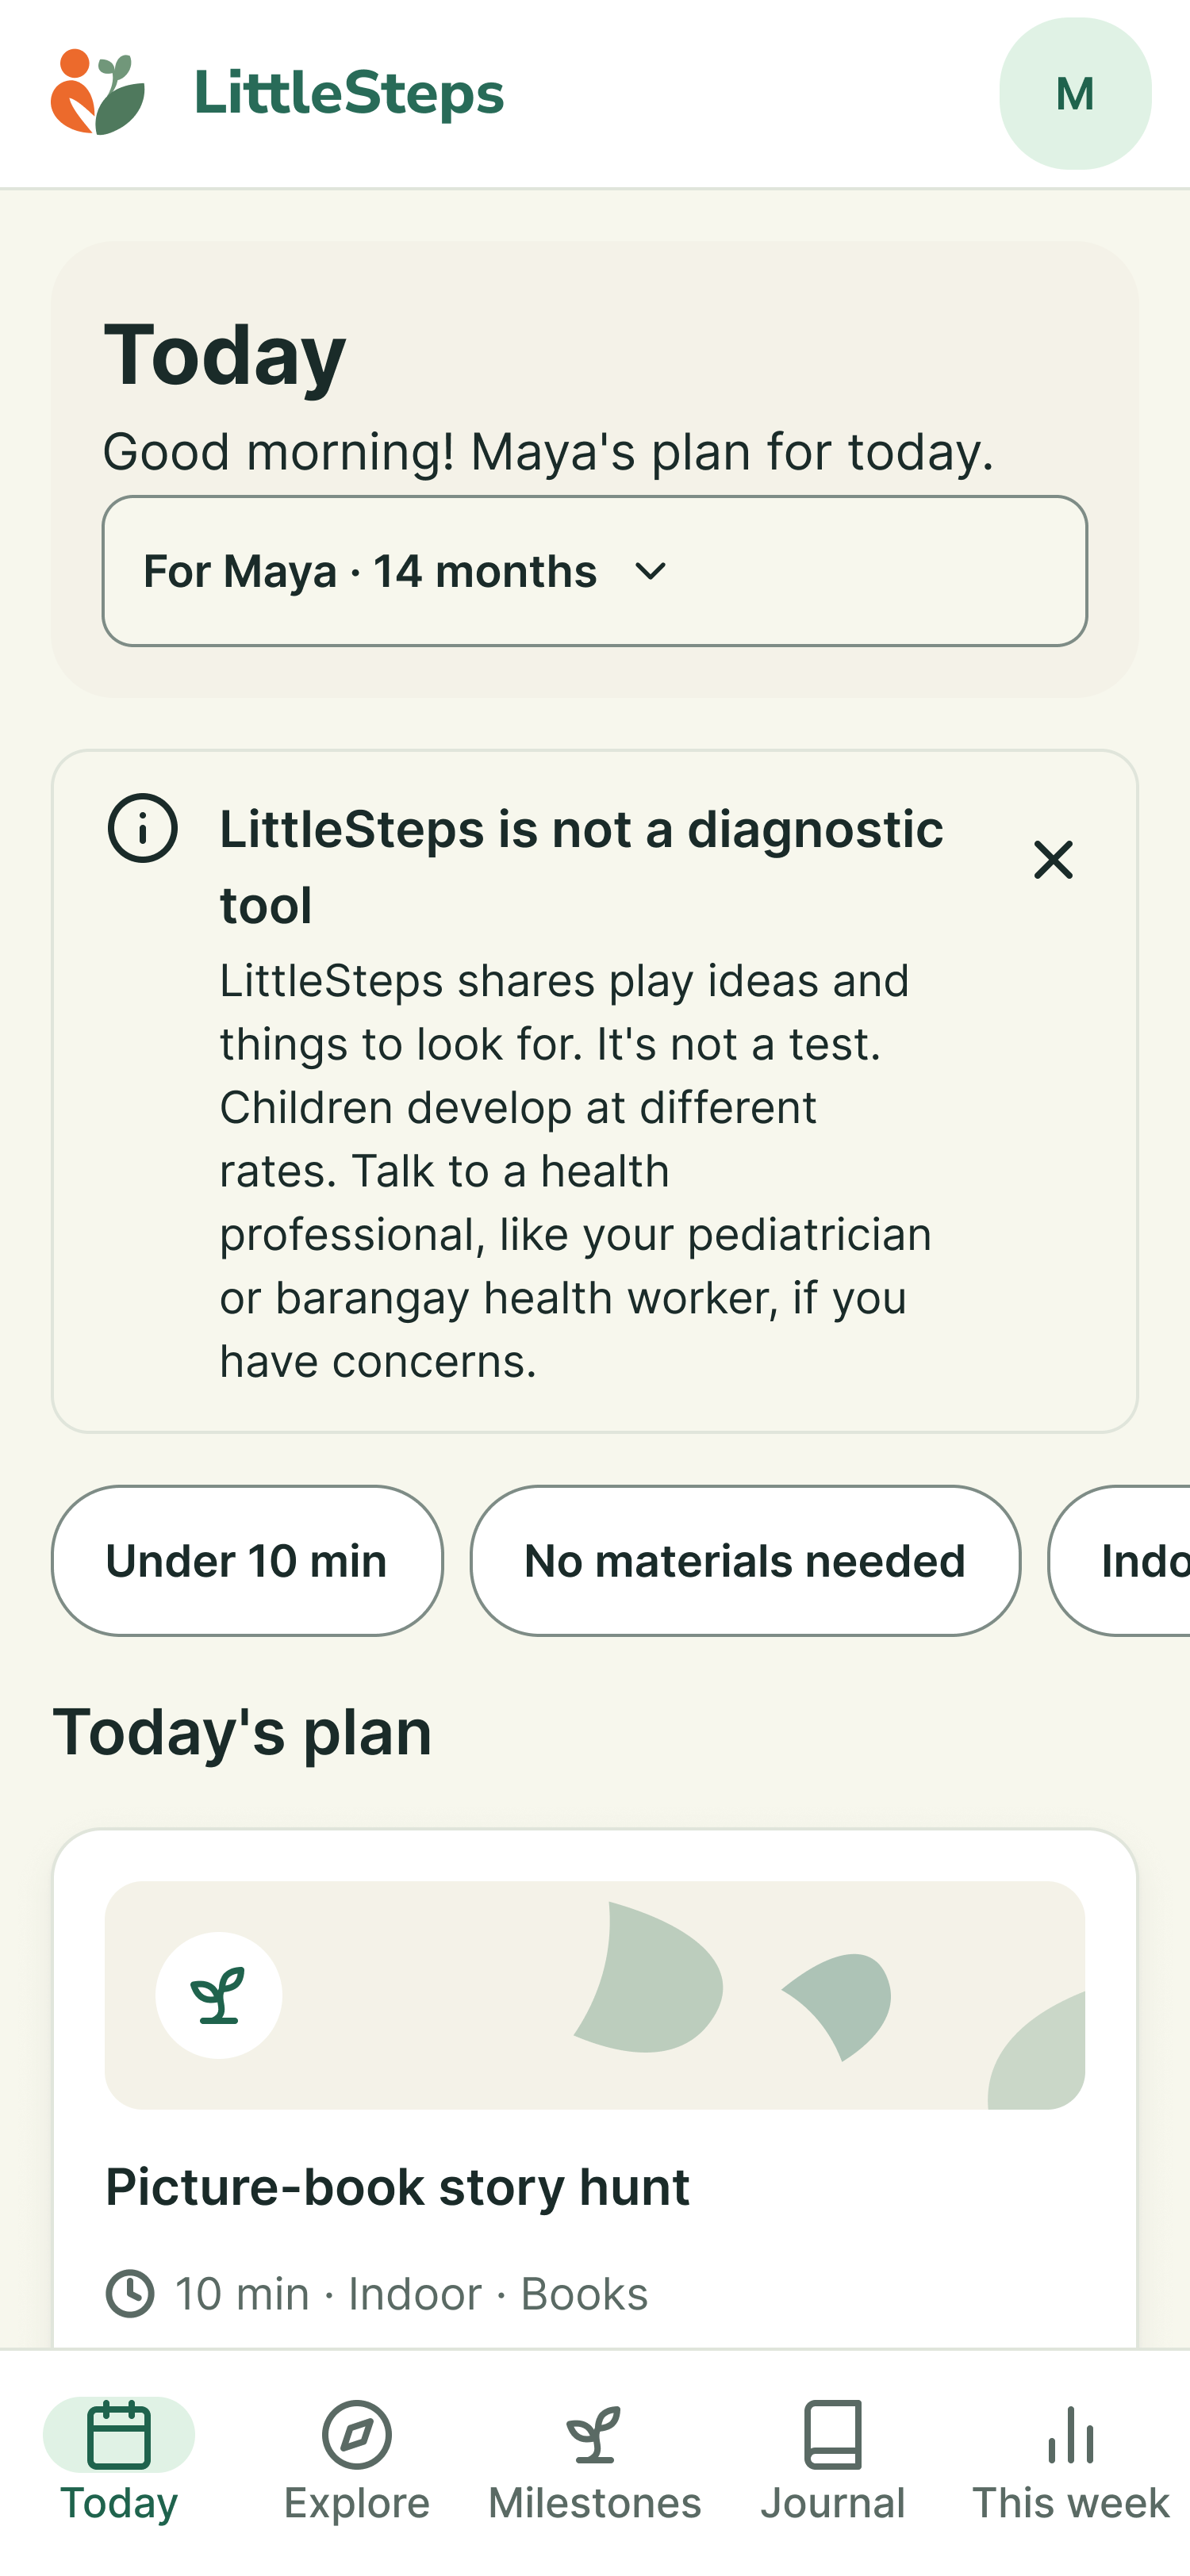 LittleSteps
M
Today
Good morning! Maya's plan for today.
For Maya · 14 months
LittleSteps is not a diagnostic
tool
LittleSteps shares play ideas and
things to look for. It's not a test.
Children develop at different
rates. Talk to a health
professional, like your pediatrician
or barangay health worker, if you
have concerns.
Under 10 min
No materials needed
Indo
Today's plan
Picture-book story hunt
10 min · Indoor · Books
Today
Explore
Milestones
Journal
This week